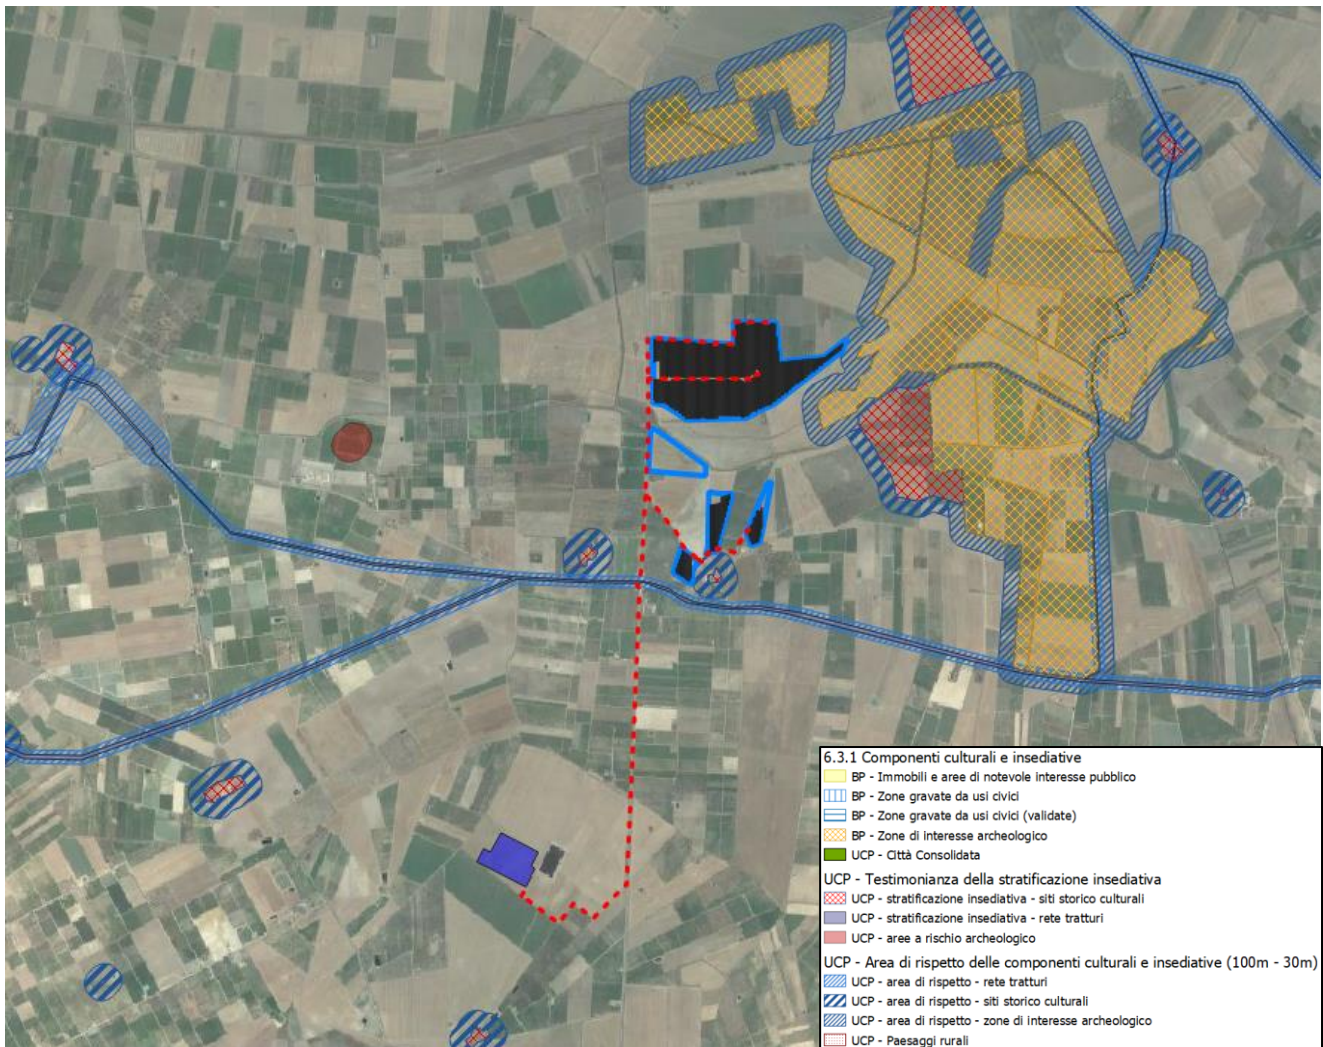 6.3.1 Componenti culturali e insediative
BP - Immobili e aree di notevole interesse pubblico
BP - Zone gravate da usi civici
BP - Zone gravate da usi civici (validate)
BP - Zone di interesse archeologico
UCP - Città Consolidata
UCP - Testimonianza della stratificazione insediativa
UCP - stratificazione insediativa - siti storico culturali
UCP - stratificazione insediativa - rete tratturi
UCP - aree a rischio archeologico
UCP - Area di rispetto delle componenti culturali e insediative (100m - 30m)
UCP - area di rispetto - rete tratturi
UCP - area di rispetto - siti storico culturali
UCP - area di rispetto - zone di interesse archeologico
UCP - Paesaggi rurali